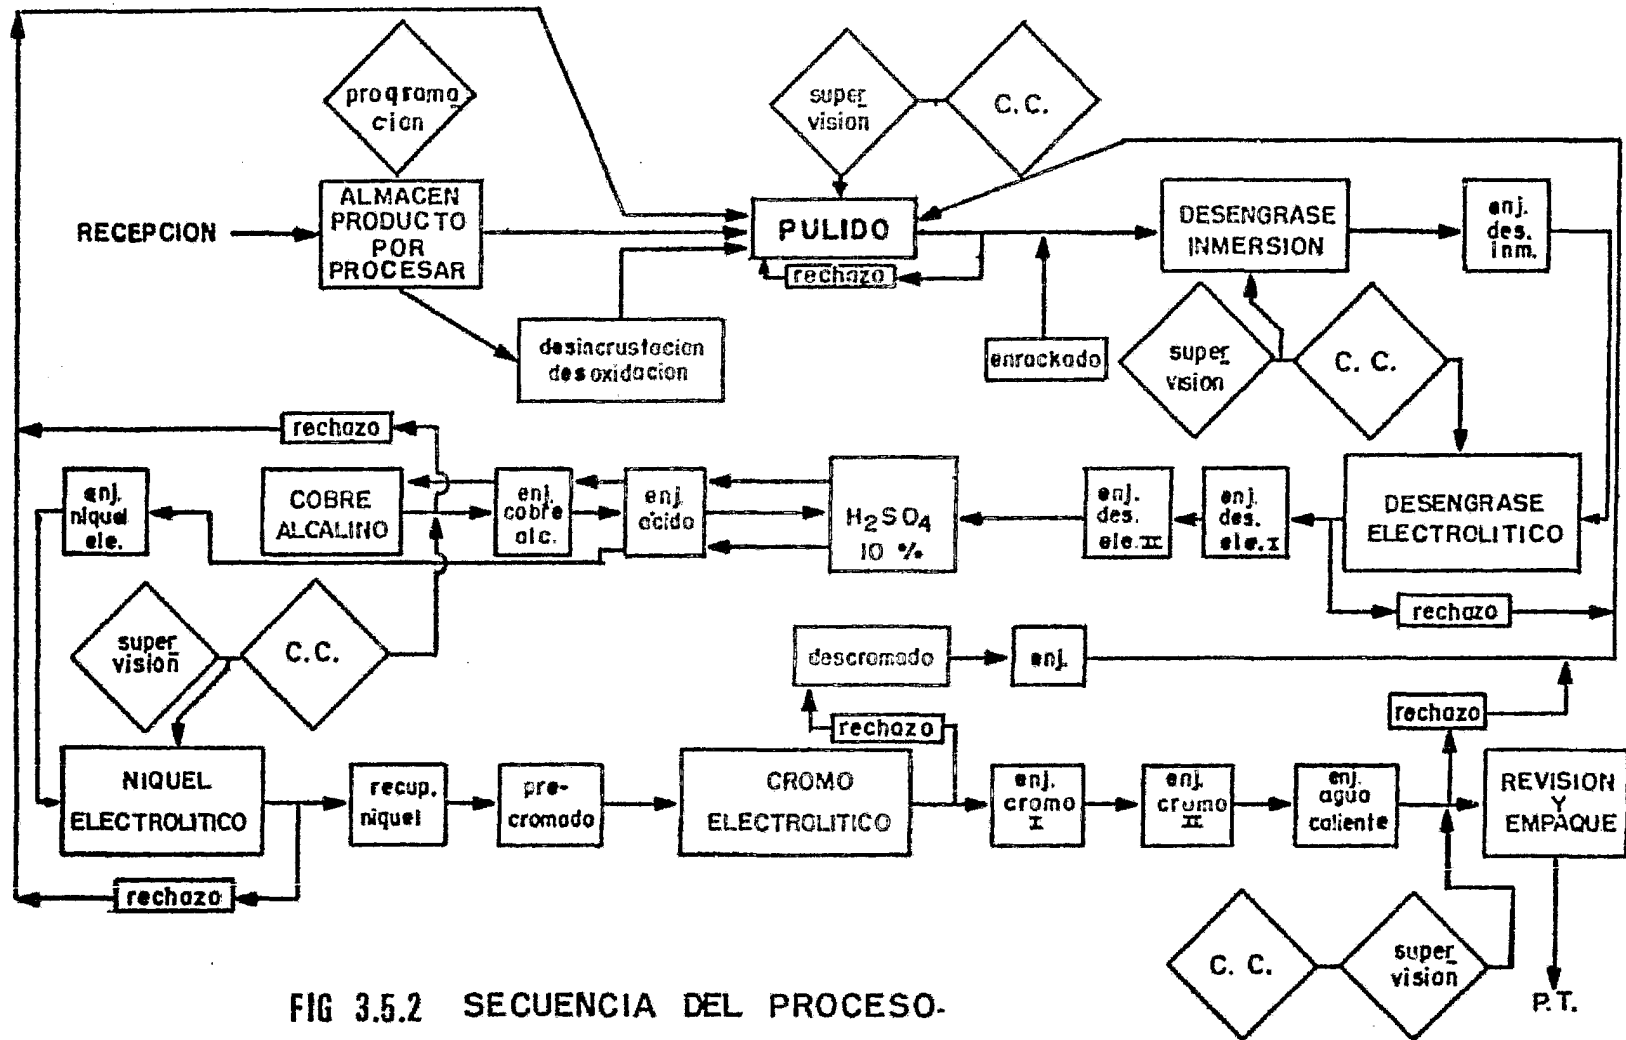 programa
cion
super
vision
C.C.
RECEPCION
ALMACEN
PRODUCTO
POR
PROCESAR
PULIDO
rechazo
DESENGRASE
INMERSION
enj.
des.
inm.
desincrustacion
desoxidacion
enrackado
super
vision
C. C.
rechazo
enj.
niquel
ele.
COBRE
ALCALINO
enj.
cobre
alc.
enj.
acido
H₂SO₄
10 %
enj.
des.
ele. II
enj.
des.
ele. I
DESENGRASE
ELECTROLITICO
rechazo
super
vision
C.C.
descromado
enj.
rechazo
rechazo
NIQUEL
ELECTROLITICO
recup.
niquel
pre-
cromado
CROMO
ELECTROLITICO
enj.
cromo
I
enj.
cromo
II
enj.
agua
caliente
REVISION
Y
EMPAQUE
rechazo
C. C.
super
vision
P.T.
FIG 3.5.2 SECUENCIA DEL PROCESO.